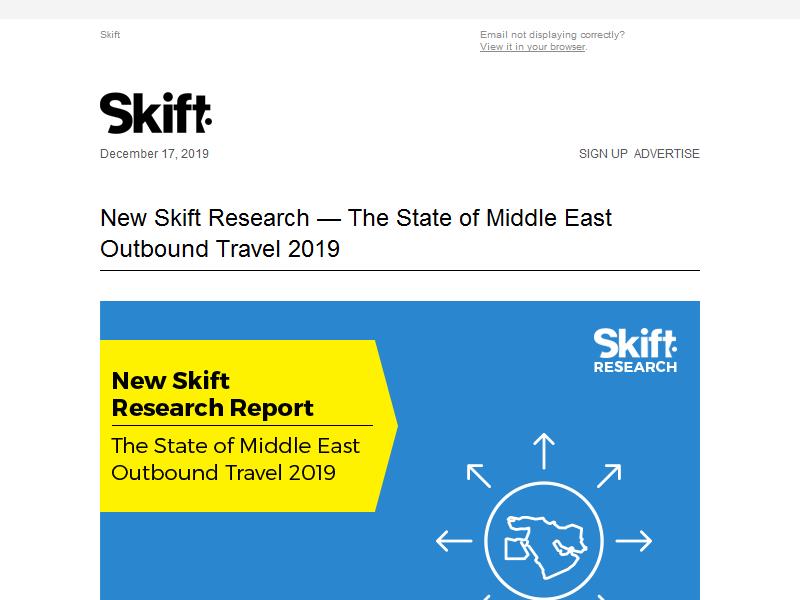 Skift
Email not displaying correctly?
View it in your browser.
Skift
December 17, 2019
SIGN UP ADVERTISE
New Skift Research — The State of Middle East
Outbound Travel 2019
Skift
RESEARCH
New Skift
Research Report
The State of Middle East
Outbound Travel 2019